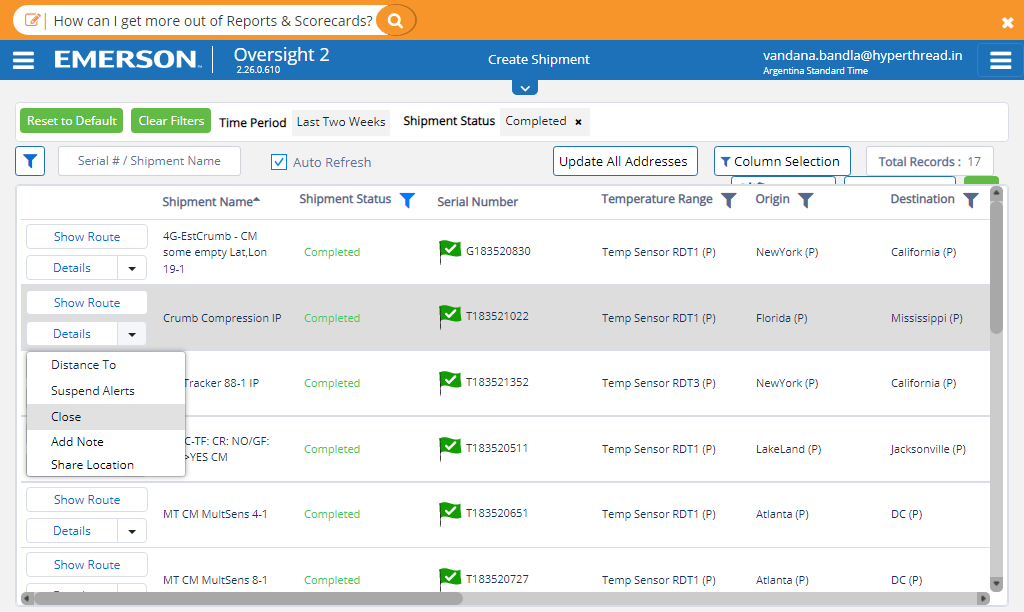 How can I get more out of Reports & Scorecards?
EMERSON
Oversight 2
2.26.0.610
Create Shipment
vandana.bandla@hyperthread.in
Argentina Standard Time
Reset to Default
Clear Filters
Time Period
Last Two Weeks
Shipment Status
Completed ×
Serial # / Shipment Name
Auto Refresh
Update All Addresses
Column Selection
Total Records : 17
Shipment Name
Shipment Status
Serial Number
Temperature Range
Origin
Destination
Show Route
Details
4G-EstCrumb - CM
some empty Lat,Lon
19-1
Completed
G183520830
Temp Sensor RDT1 (P)
NewYork (P)
California (P)
Show Route
Details
Crumb Compression IP
Completed
T183521022
Temp Sensor RDT1 (P)
Florida (P)
Mississippi (P)
Distance To
Suspend Alerts
Close
Add Note
Share Location
Tracker 88-1 IP
Completed
T183521352
Temp Sensor RDT3 (P)
NewYork (P)
California (P)
C-TF: CR: NO/GF:
>YES CM
Completed
T183520511
Temp Sensor RDT1 (P)
LakeLand (P)
Jacksonville (P)
Show Route
Details
MT CM MultSens 4-1
Completed
T183520651
Temp Sensor RDT1 (P)
Atlanta (P)
DC (P)
Show Route
MT CM MultSens 8-1
Completed
T183520727
Temp Sensor RDT1 (P)
Atlanta (P)
DC (P)